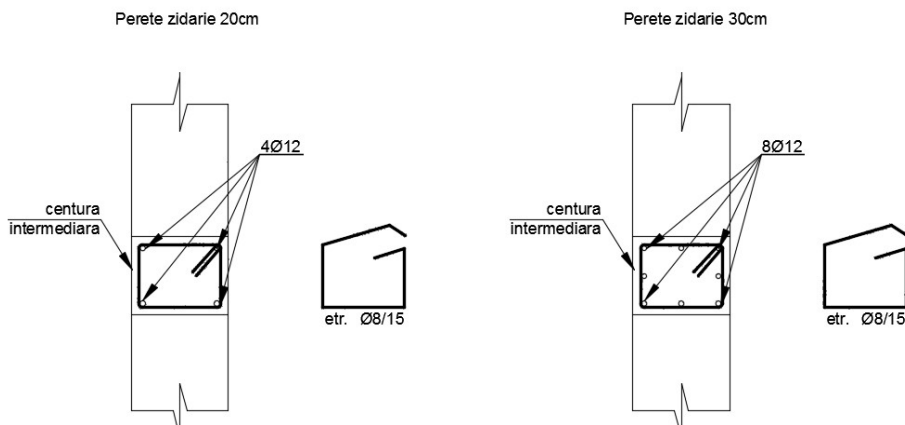 Perete zidarie 20cm
4Ø12
centura
intermediara
etr. Ø8/15
Perete zidarie 30cm
8Ø12
centura
intermediara
etr. Ø8/15